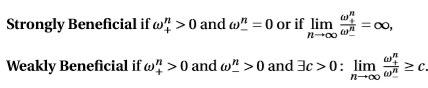 Strongly Beneficial if ω₊ⁿ > 0 and ω₋ⁿ = 0 or if lim_{n→∞} ω₊ⁿ/ω₋ⁿ = ∞,
Weakly Beneficial if ω₊ⁿ > 0 and ω₋ⁿ > 0 and ∃c > 0 : lim_{n→∞} ω₊ⁿ/ω₋ⁿ ≥ c.